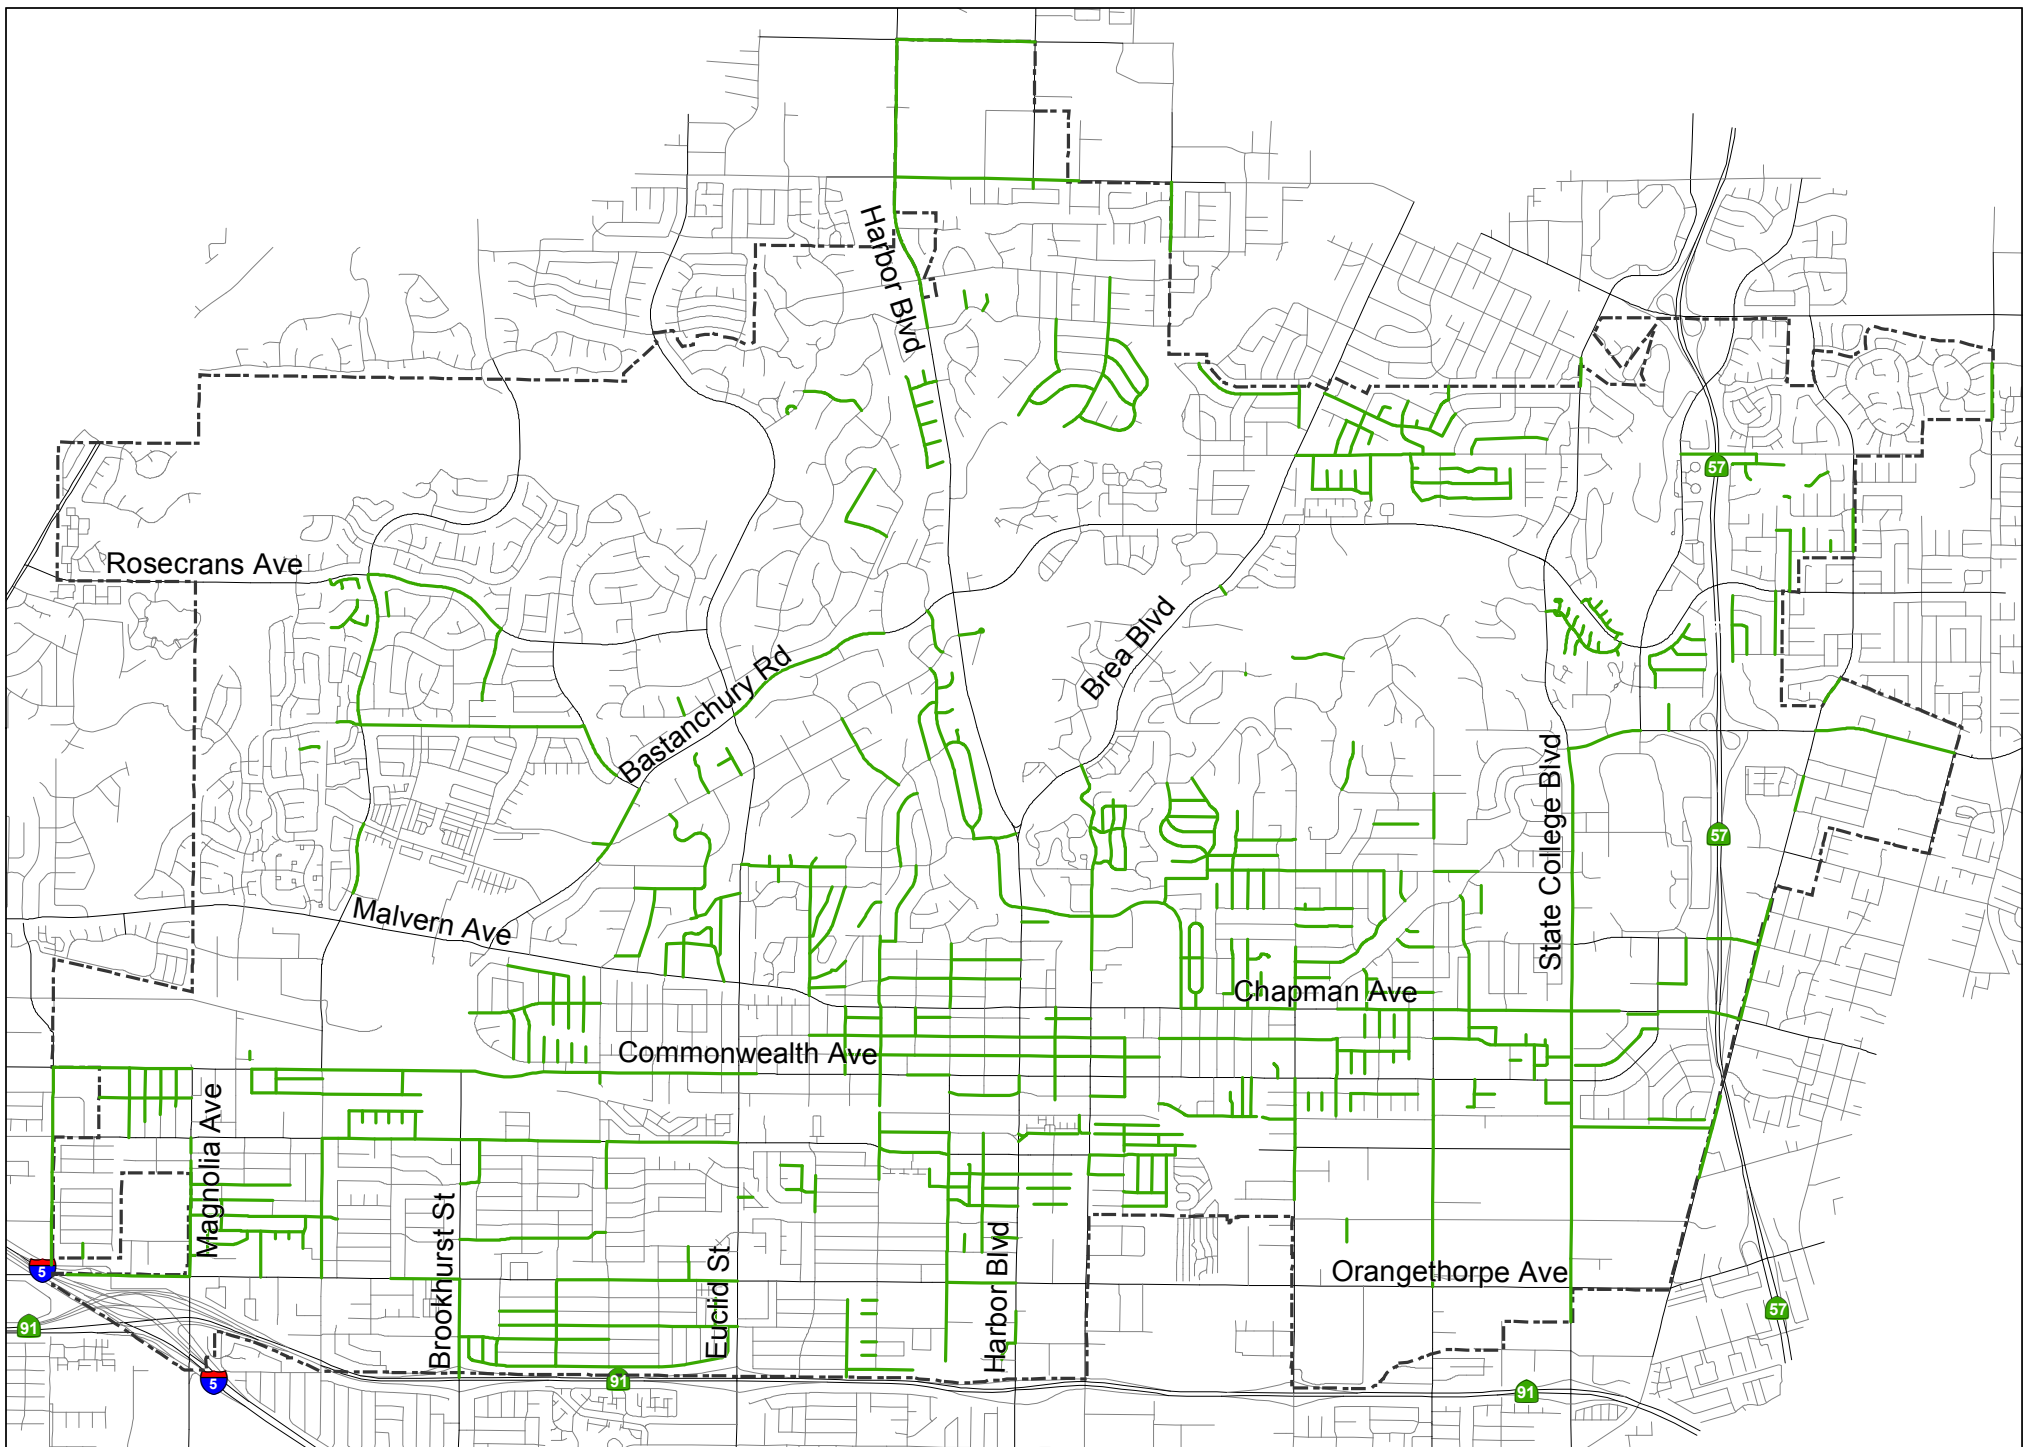 Harbor Blvd
57
Rosecrans Ave
Brea Blvd
Bastanchury Rd
State College Blvd
57
Malvern Ave
Chapman Ave
Commonwealth Ave
Magnolia Ave
Brookhurst St
Euclid St
Harbor Blvd
Orangethorpe Ave
5
91
57
5
91
91